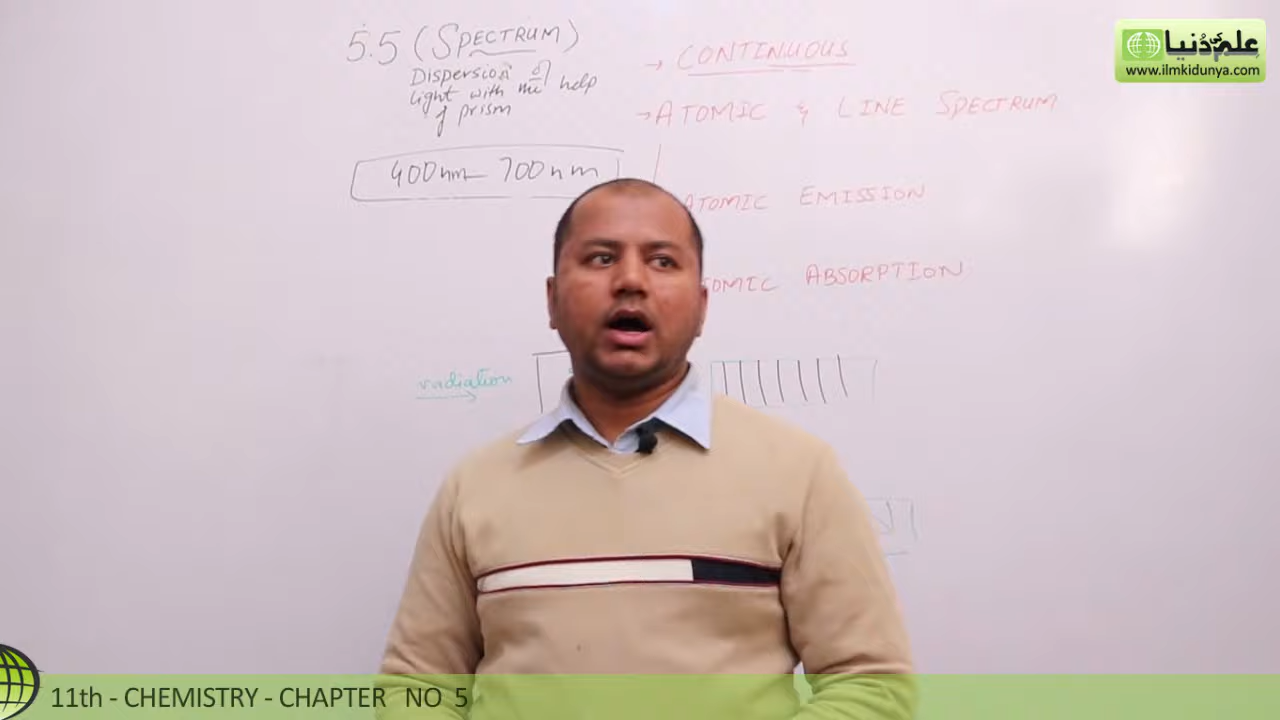 5.5 (SPECTRUM)
Dispersion of
light with the help
of prism
400nm - 700nm
→ CONTINUOUS
→ ATOMIC & LINE SPECTRUM
ATOMIC EMISSION
TOMIC ABSORPTION
radiation
علم کی دنیا
www.ilmkidunya.com
11th - CHEMISTRY - CHAPTER NO 5